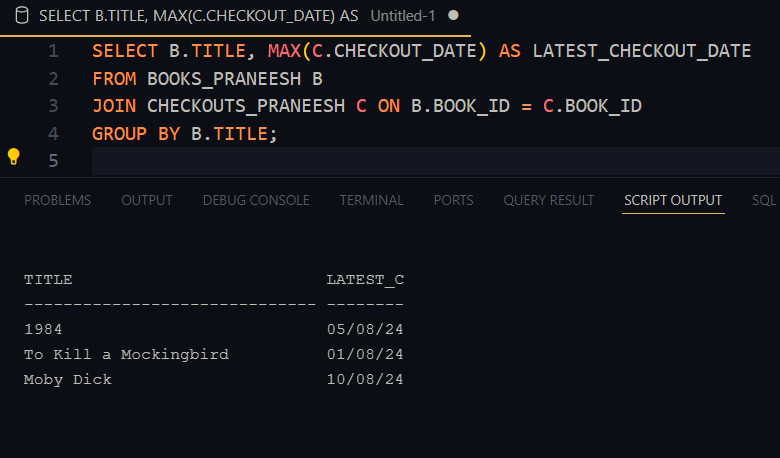 SELECT B.TITLE, MAX(C.CHECKOUT_DATE) AS Untitled-1
1 SELECT B.TITLE, MAX(C.CHECKOUT_DATE) AS LATEST_CHECKOUT_DATE
2 FROM BOOKS_PRANEESH B
3 JOIN CHECKOUTS_PRANEESH C ON B.BOOK_ID = C.BOOK_ID
4 GROUP BY B.TITLE;
5
PROBLEMS OUTPUT DEBUG CONSOLE TERMINAL PORTS QUERY RESULT SCRIPT OUTPUT SQL
TITLE LATEST_C
------------------------------ --------
1984 05/08/24
To Kill a Mockingbird 01/08/24
Moby Dick 10/08/24